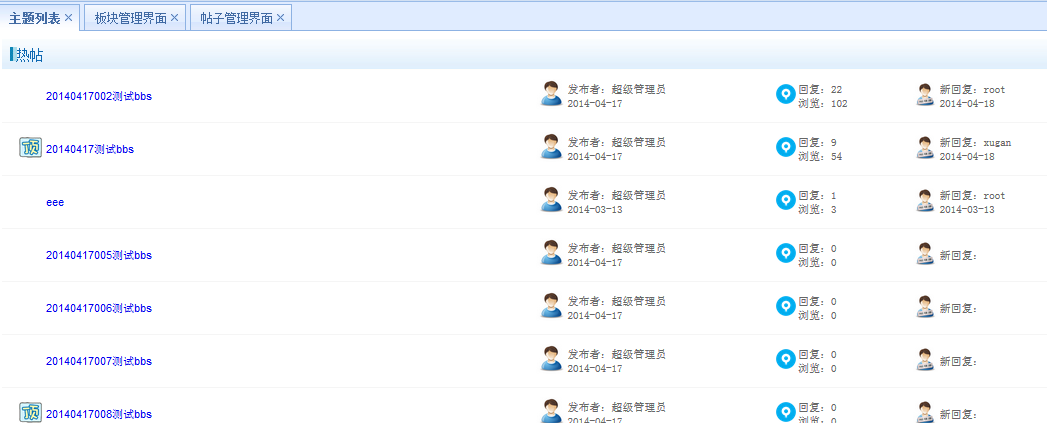 主题列表 × 板块管理界面 × 帖子管理界面 ×
热帖
20140417002测试bbs 发布者：超级管理员 回复：22 新回复：root
2014-04-17 浏览：102 2014-04-18
顶 20140417测试bbs 发布者：超级管理员 回复：9 新回复：xugan
2014-04-17 浏览：54 2014-04-18
eee 发布者：超级管理员 回复：1 新回复：root
2014-03-13 浏览：3 2014-03-13
20140417005测试bbs 发布者：超级管理员 回复：0 新回复：
2014-04-17 浏览：0
20140417006测试bbs 发布者：超级管理员 回复：0 新回复：
2014-04-17 浏览：0
20140417007测试bbs 发布者：超级管理员 回复：0 新回复：
2014-04-17 浏览：0
顶 20140417008测试bbs 发布者：超级管理员 回复：0 新回复：
2014-04-17 浏览：0